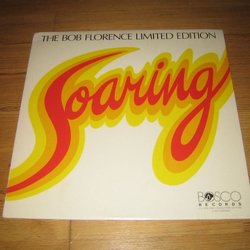 THE BOB FLORENCE LIMITED EDITION
Soaring
BOSCO
RECORDS